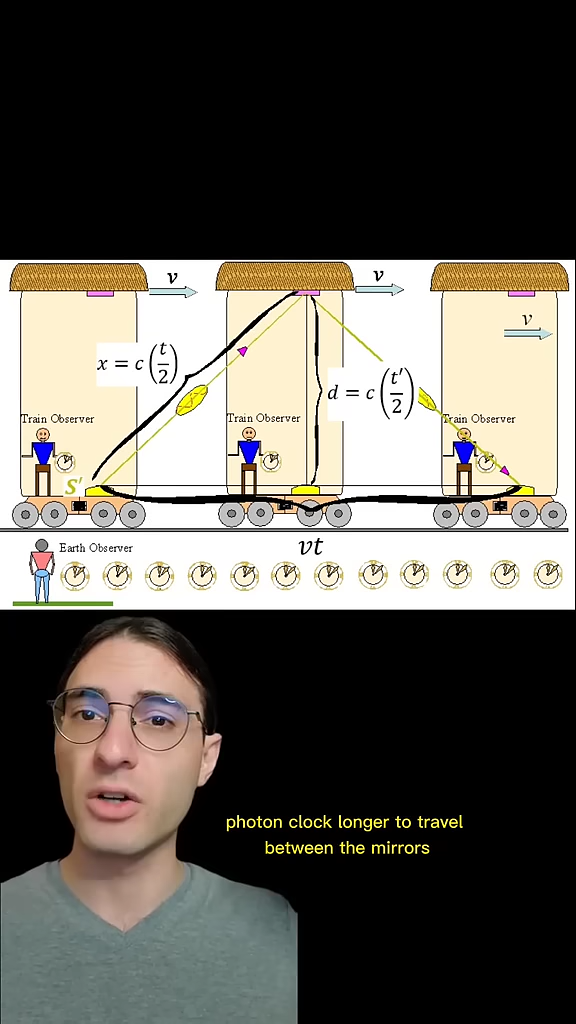 v
v
v
x = c(t/2)
d = c(t'/2)
Train Observer
Train Observer
Train Observer
S'
vt
Earth Observer
photon clock longer to travel
between the mirrors